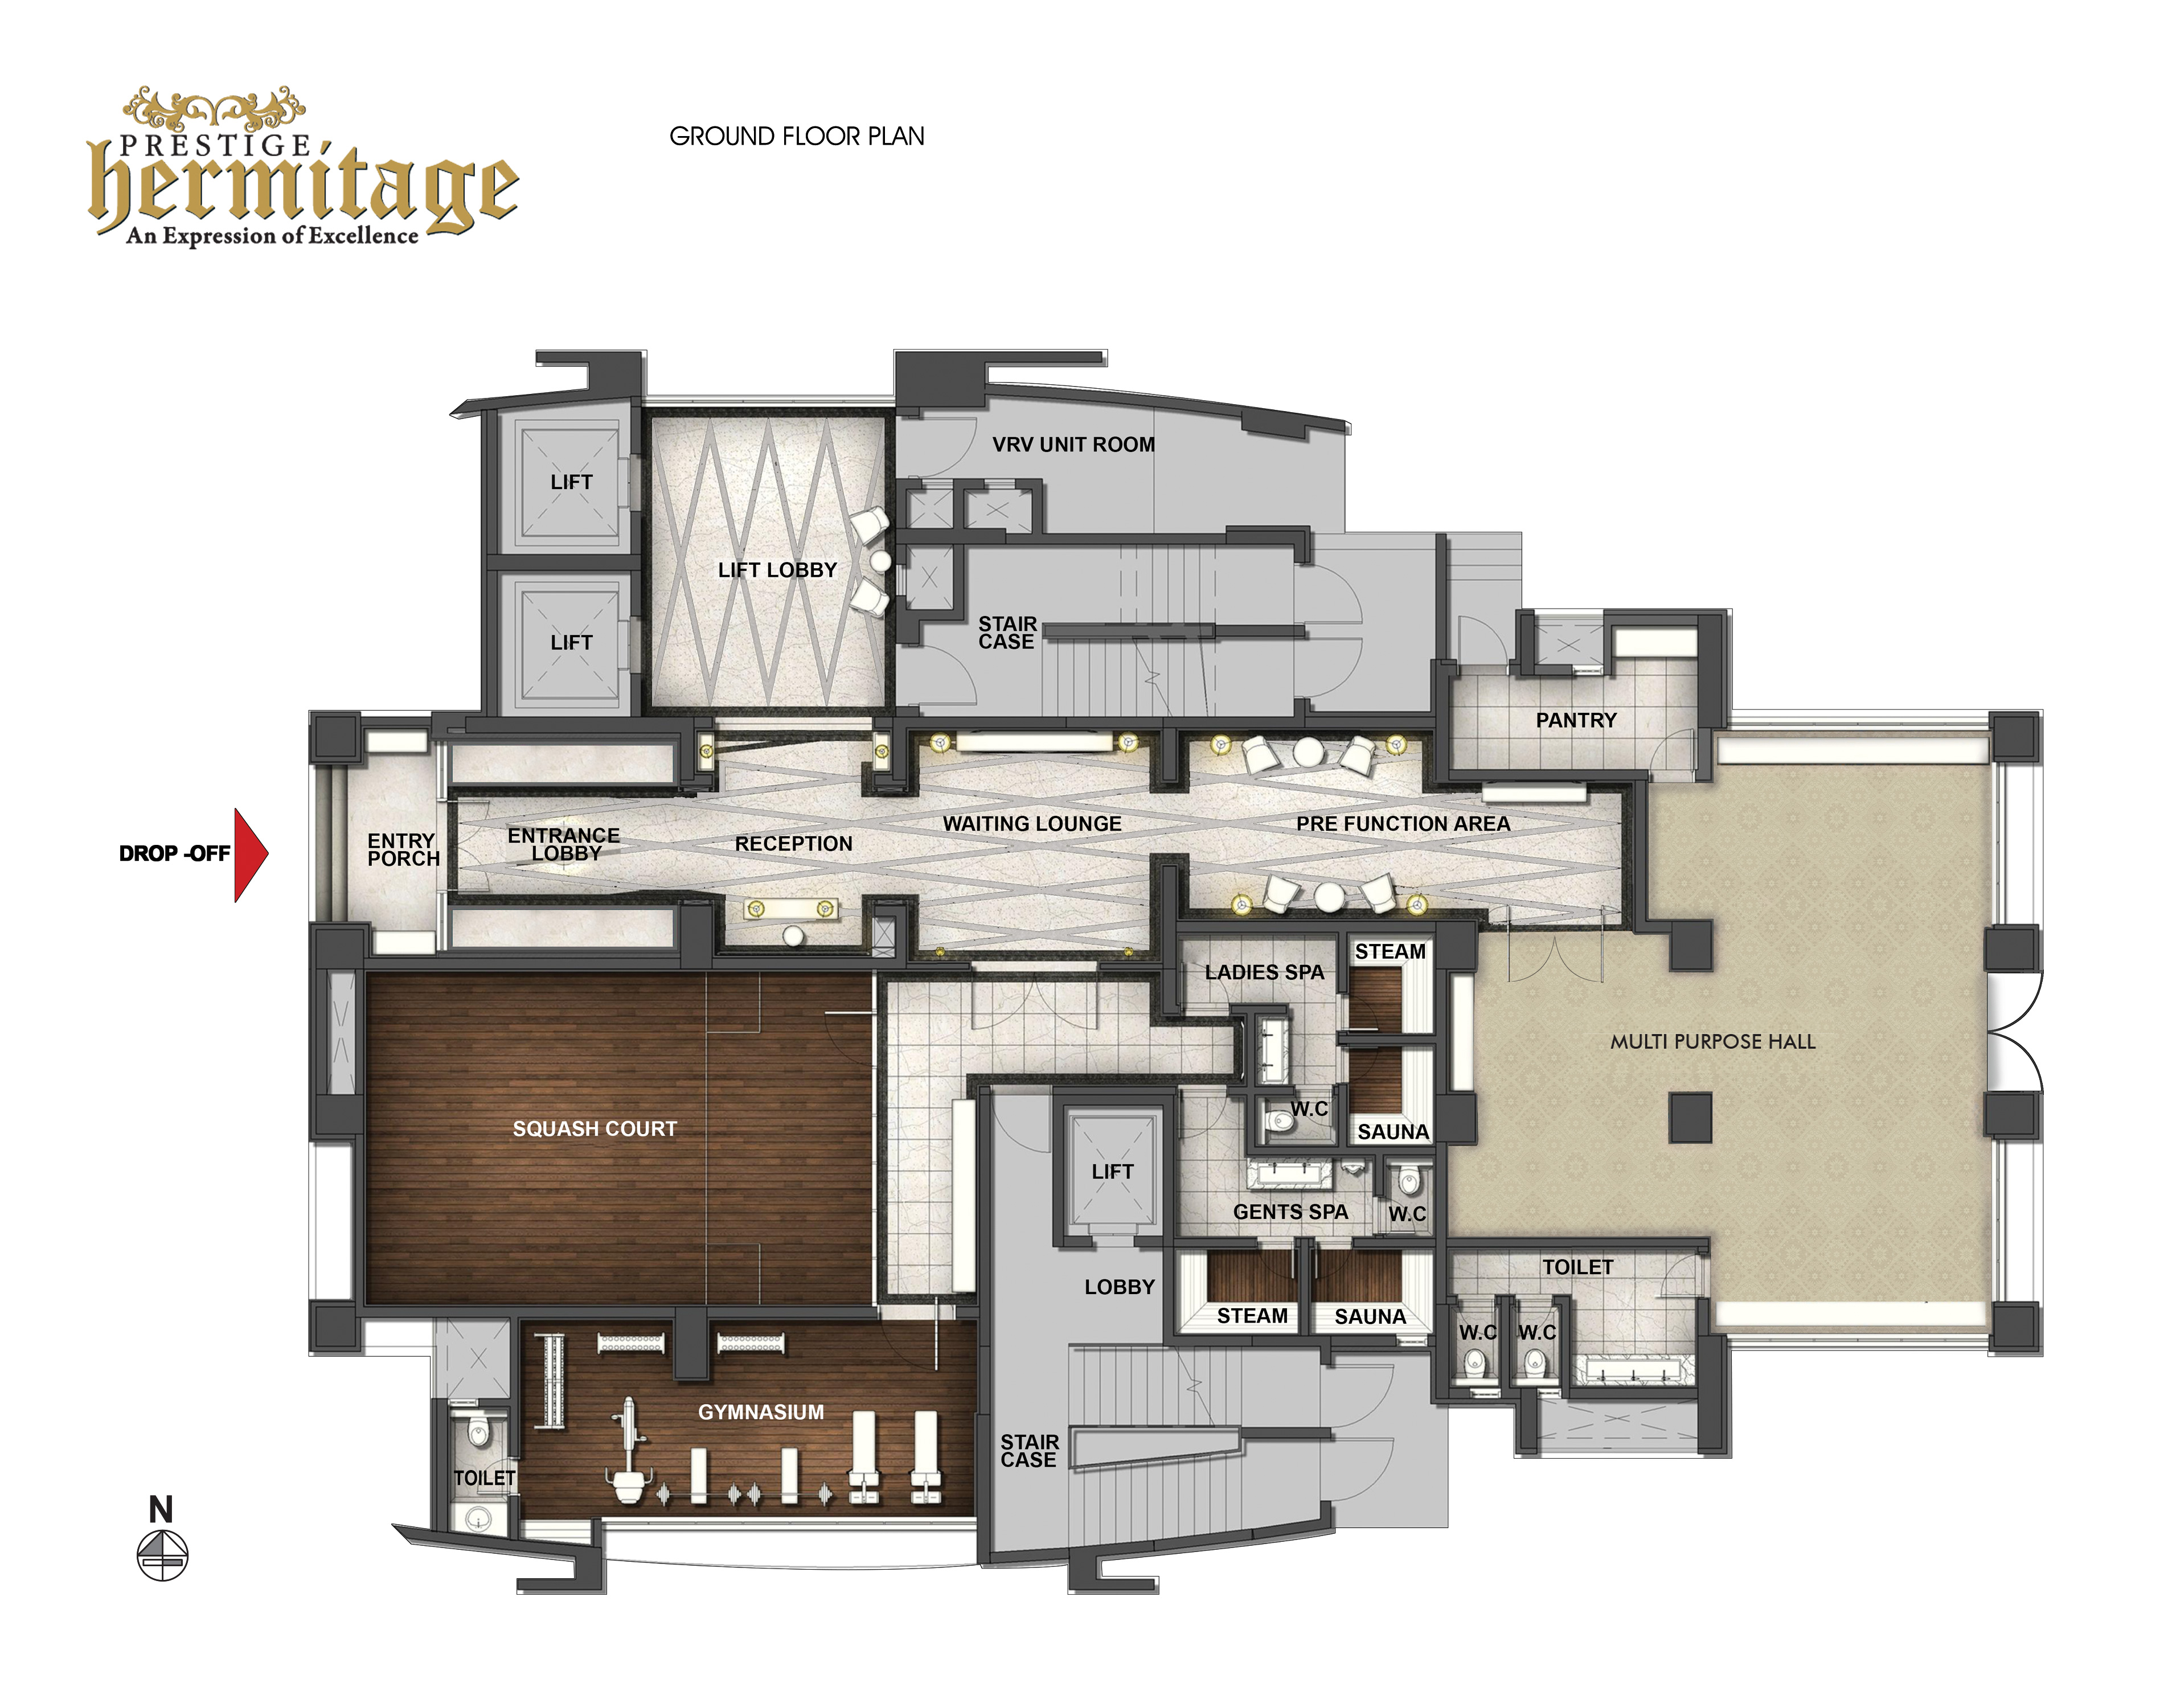 PRESTIGE
hermitage
An Expression of Excellence
GROUND FLOOR PLAN
LIFT
VRV UNIT ROOM
LIFT LOBBY
LIFT
STAIR
CASE
PANTRY
DROP -OFF
ENTRY
PORCH
ENTRANCE
LOBBY
RECEPTION
WAITING LOUNGE
PRE FUNCTION AREA
LADIES SPA
STEAM
MULTI PURPOSE HALL
SQUASH COURT
W.C
SAUNA
LIFT
GENTS SPA
W.C
LOBBY
STEAM
SAUNA
TOILET
W.C
W.C
GYMNASIUM
STAIR
CASE
TOILET
N